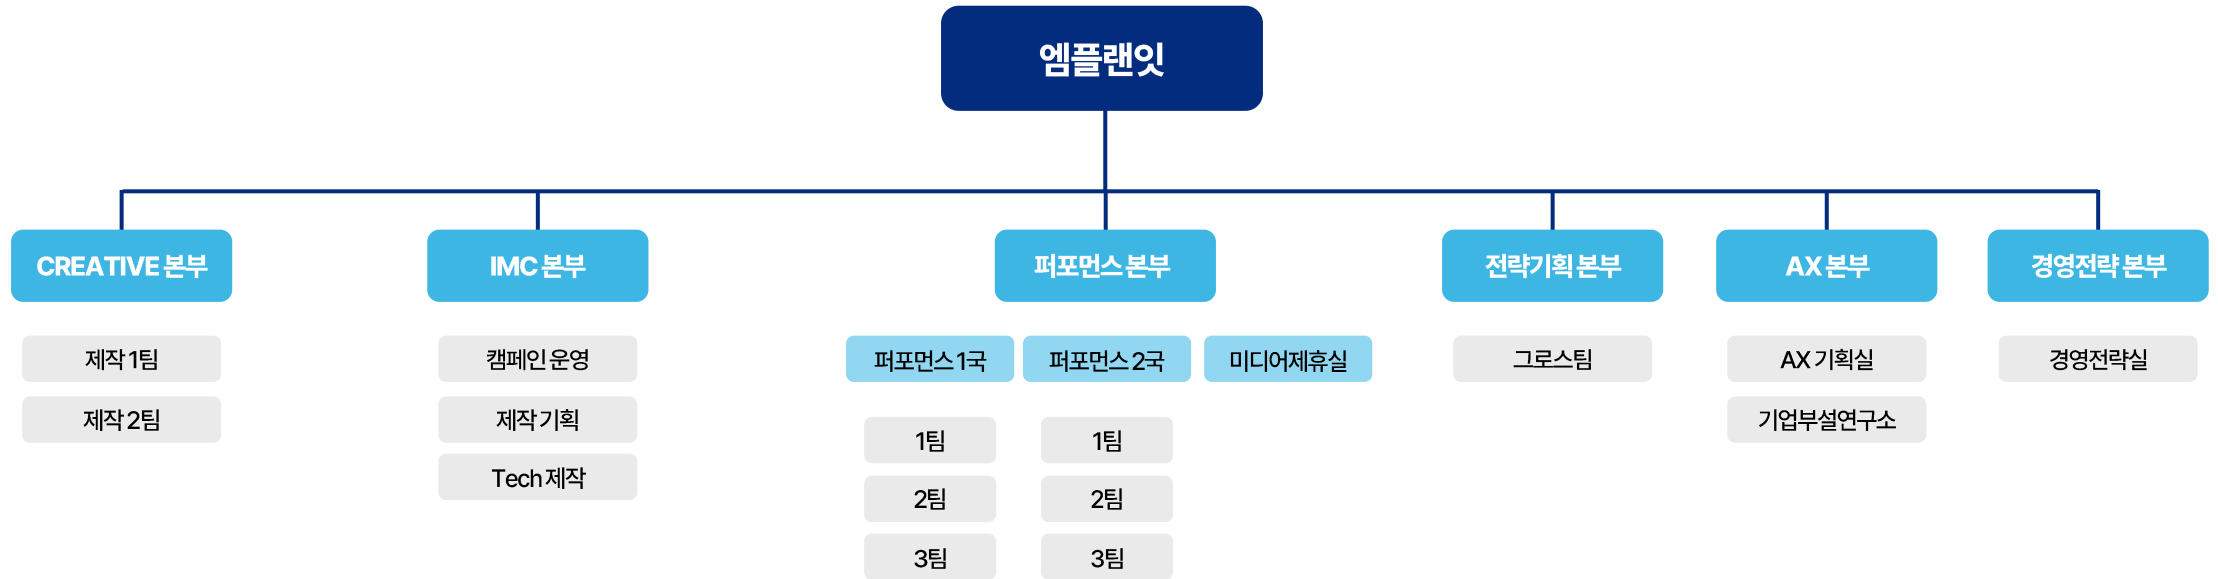 엠플랜잇
CREATIVE 본부
IMC 본부
퍼포먼스 본부
전략기획 본부
AX 본부
경영전략 본부
제작 1팀
제작 2팀
캠페인 운영
제작 기획
Tech 제작
퍼포먼스 1국
퍼포먼스 2국
미디어제휴실
1팀
2팀
3팀
1팀
2팀
3팀
그로스팀
AX 기획실
기업부설연구소
경영전략실